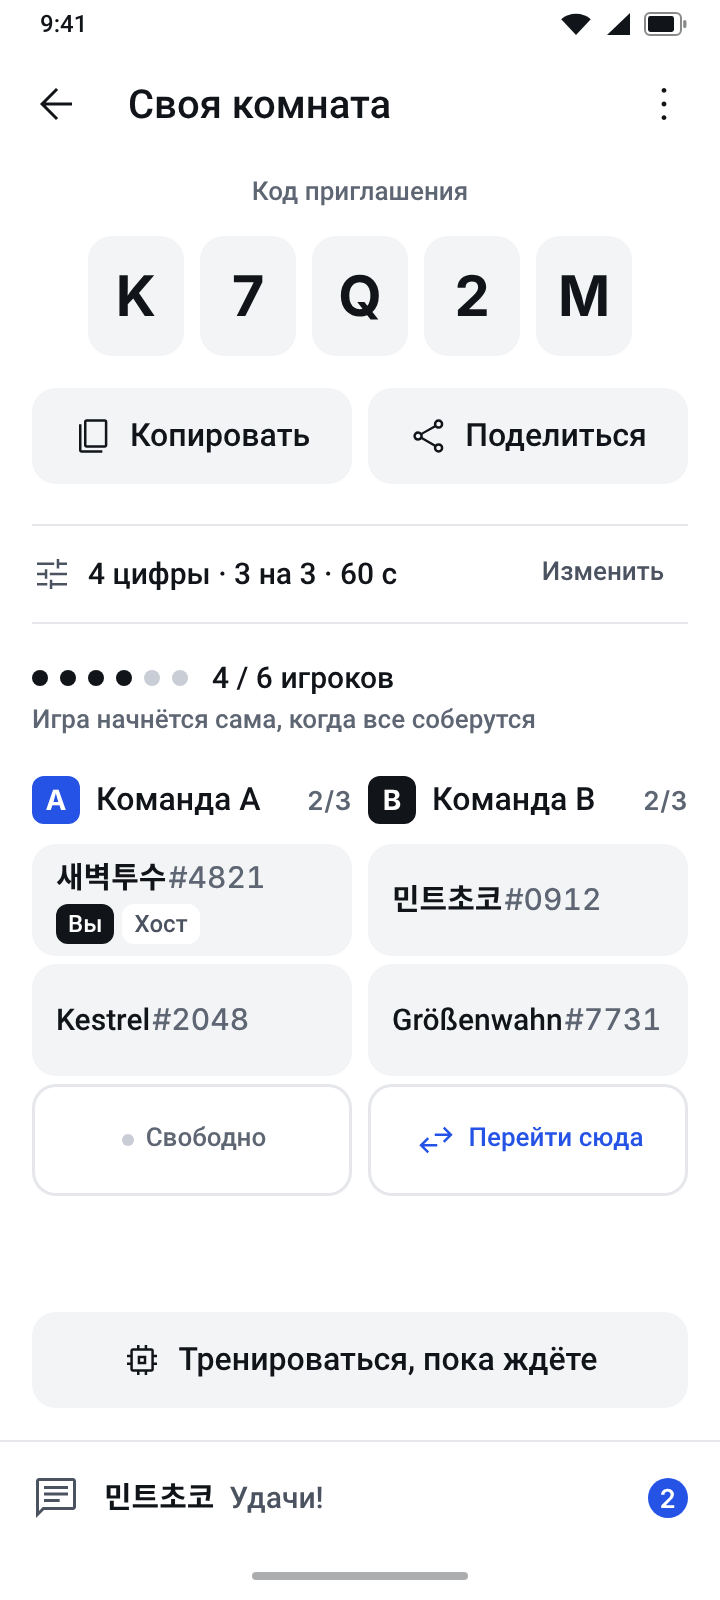 9:41
Своя комната
Код приглашения
K 7 Q 2 M
Копировать Поделиться
4 цифры · 3 на 3 · 60 с Изменить
4 / 6 игроков
Игра начнётся сама, когда все соберутся
A Команда A 2/3 B Команда B 2/3
새벽투수#4821
Вы Хост
민트초코#0912
Kestrel#2048 Größenwahn#7731
Свободно Перейти сюда
Тренироваться, пока ждёте
민트초코 Удачи! 2